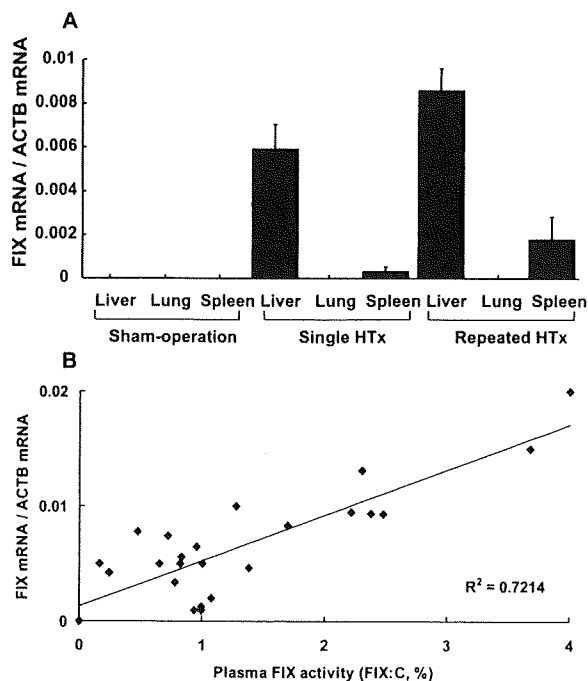 A
FIX mRNA / ACTB mRNA
0.01
0.008
0.006
0.004
0.002
0
Liver Lung Spleen Liver Lung Spleen Liver Lung Spleen
Sham-operation Single HTx Repeated HTx
B
FIX mRNA / ACTB mRNA
0.02
0.01
0
R² = 0.7214
0 1 2 3 4
Plasma FIX activity (FIX:C, %)